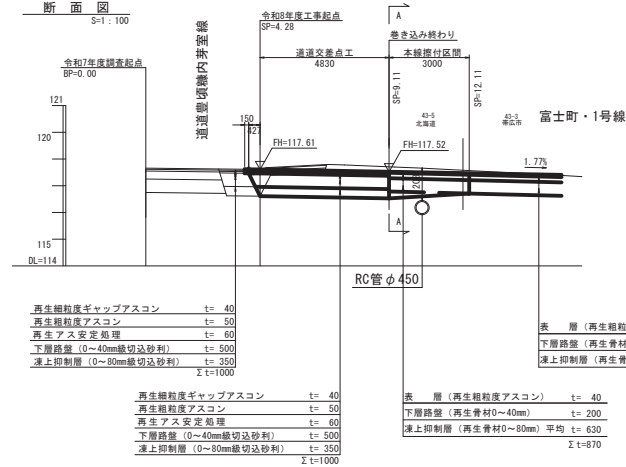 断面図
S=1：100
令和7年度調査起点
BP=0.00
道道豊頃糠内芽室線
令和8年度工事起点
SP=4.28
A
巻き込み終わり
道道交差点工
4830
本線擦付区間
3000
SP=9.11
SP=12.11
43-5
北海道
43-3
帯広市
富士町・1号線
150
427
FH=117.61
FH=117.52
1.77%
121
120
115
DL=114
A
RC管φ450
再生細粒度ギャップアスコン t= 40
再生粗粒度アスコン t= 50
再生アス安定処理 t= 60
下層路盤（0～40mm級切込砂利） t= 500
凍上抑制層（0～80mm級切込砂利） t= 350
Σt=1000
再生細粒度ギャップアスコン t= 40
再生粗粒度アスコン t= 50
再生アス安定処理 t= 60
下層路盤（0～40mm級切込砂利） t= 500
凍上抑制層（0～80mm級切込砂利） t= 350
Σt=1000
表　層（再生粗粒度アスコン） t= 40
下層路盤（再生骨材0～40mm） t= 200
凍上抑制層（再生骨材0～80mm）平均 t= 630
Σt=870
表　層（再生粗粒
下層路盤（再生骨材
凍上抑制層（再生骨